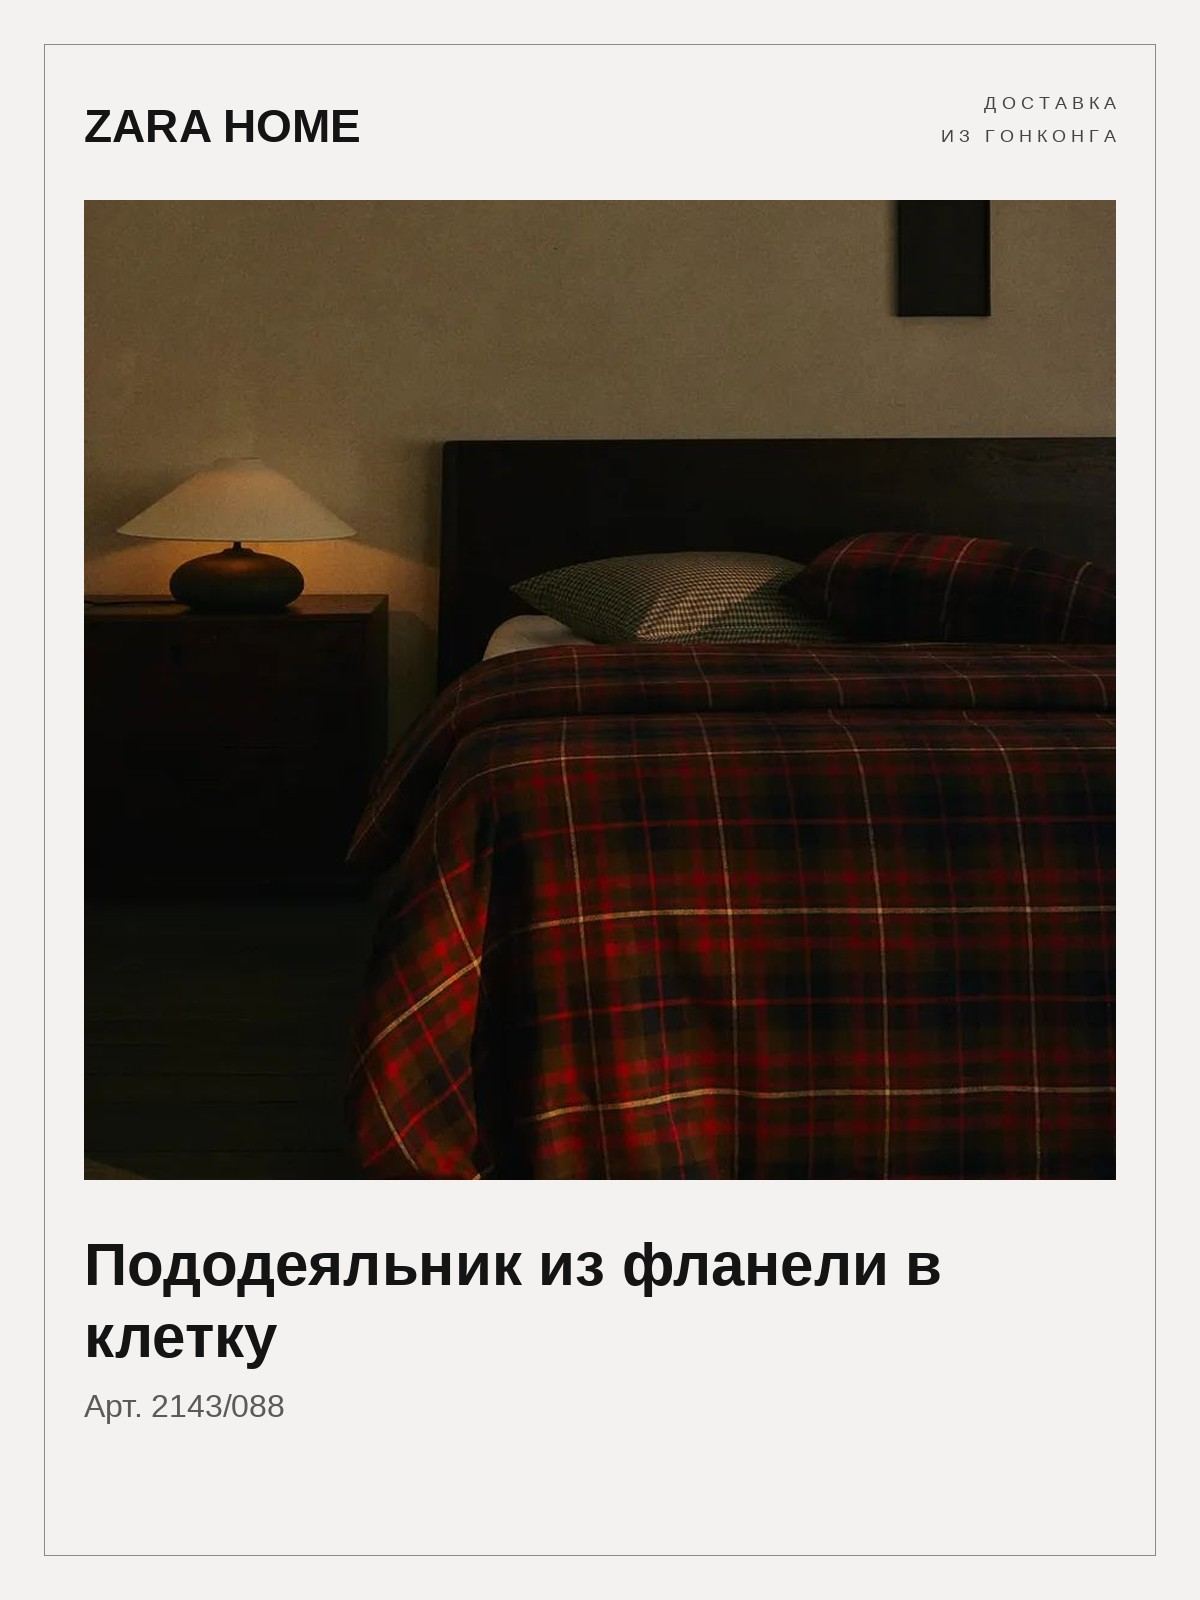 ZARA HOME
ДОСТАВКА
ИЗ ГОНКОНГА
Пододеяльник из фланели в
клетку
Арт. 2143/088